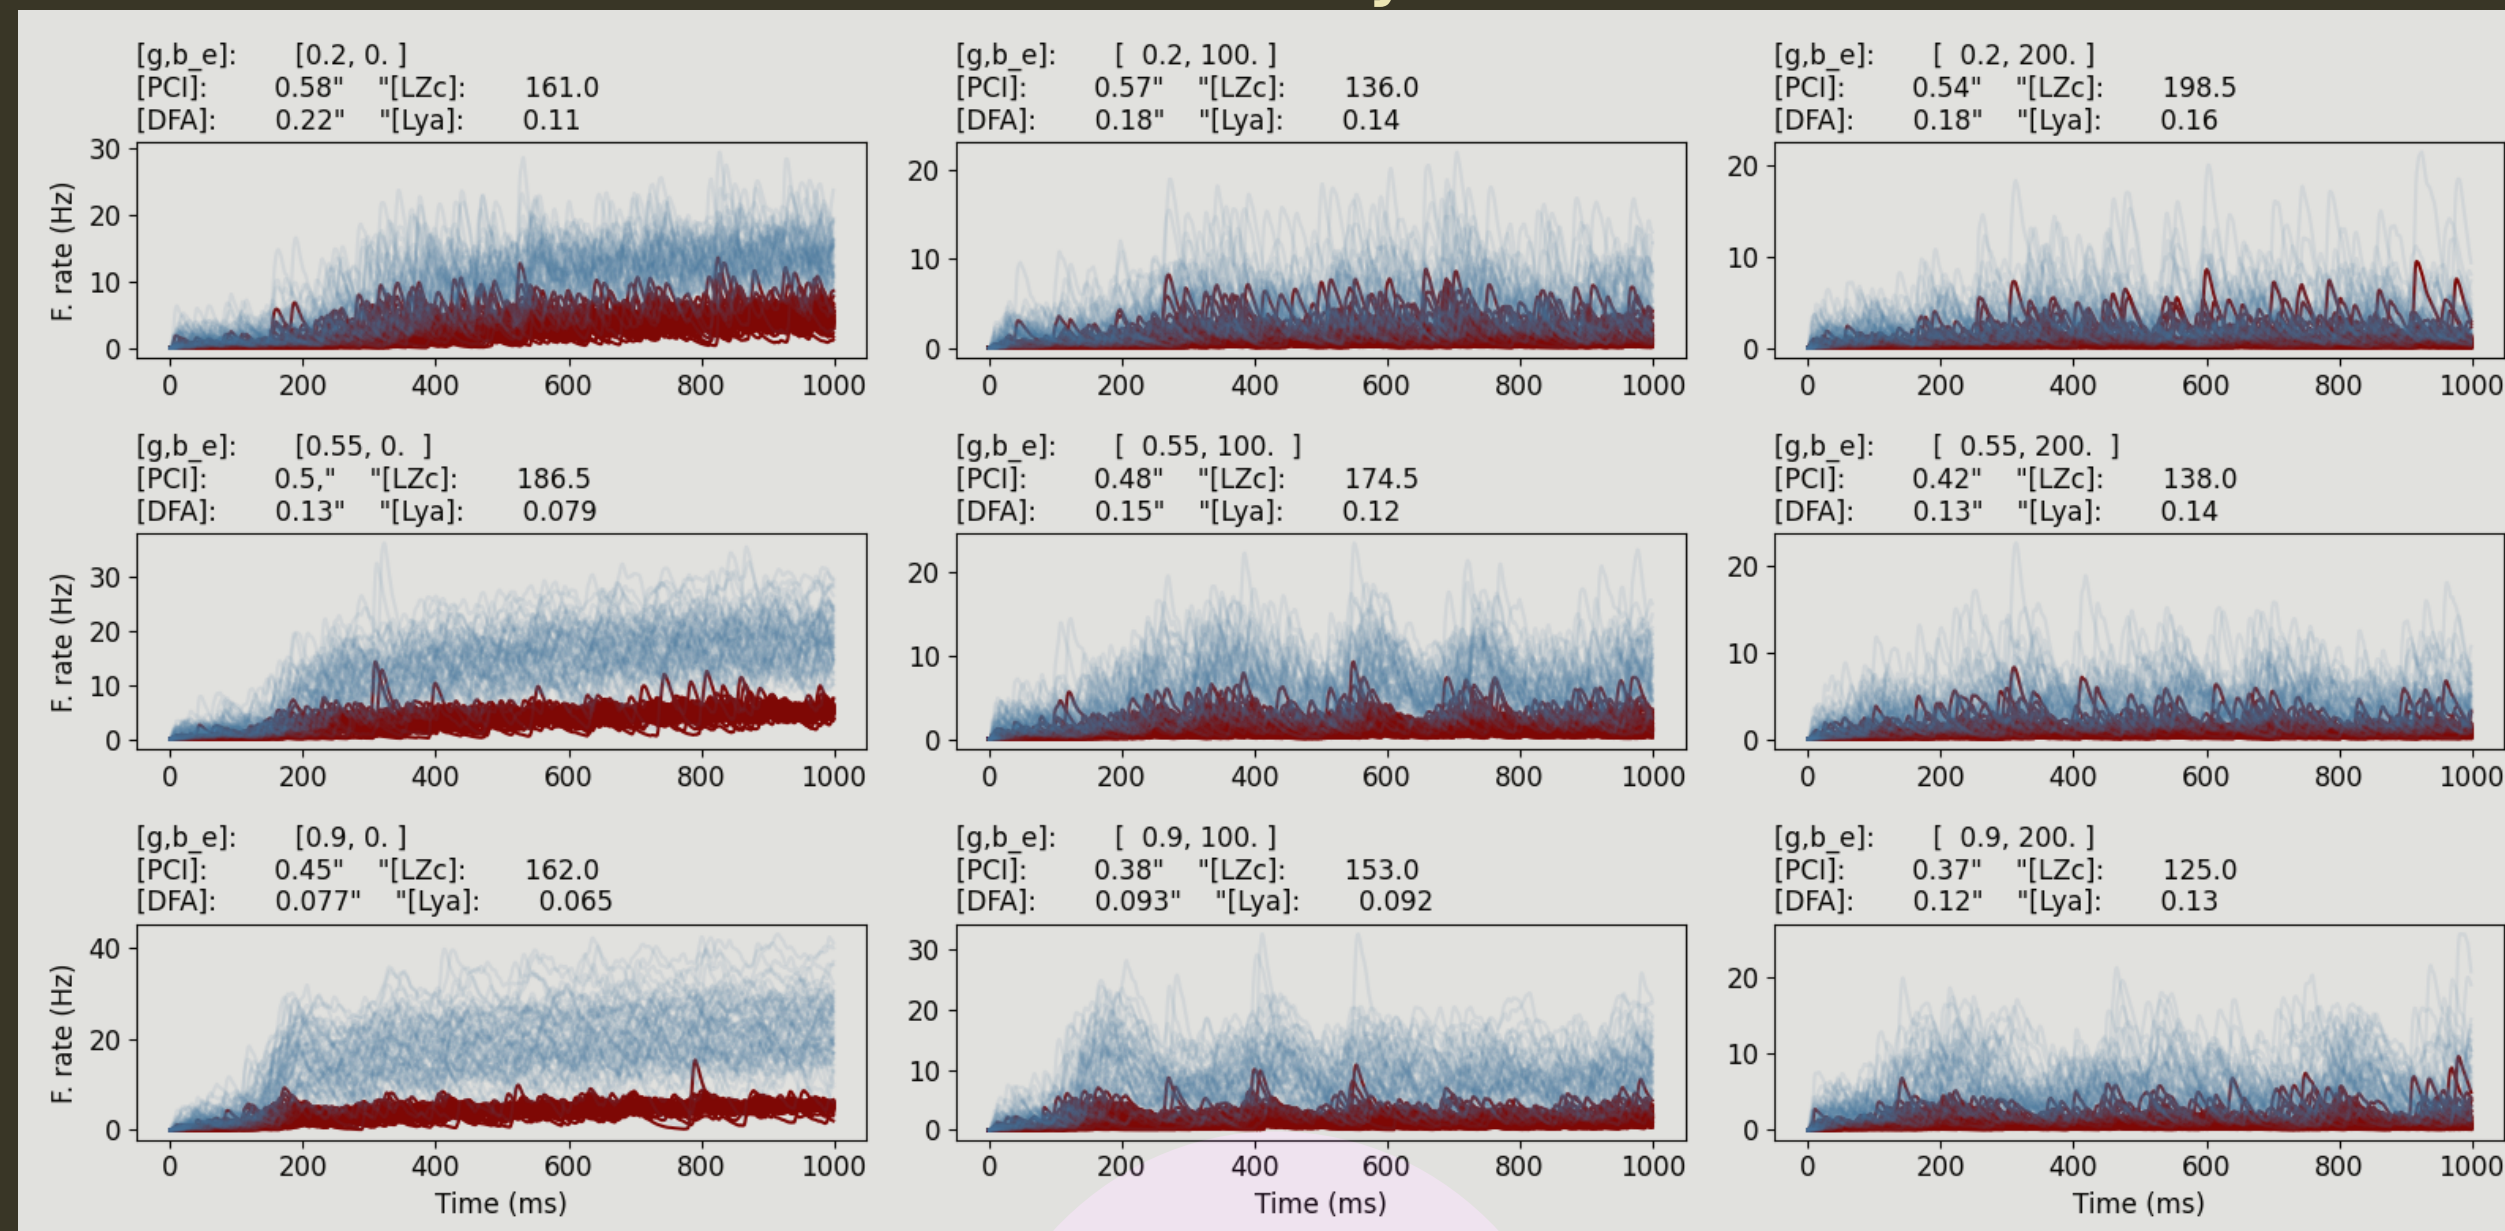 [g,b_e]: [0.2, 0. ]
[PCI]: 0.58" "[LZc]: 161.0
[DFA]: 0.22" "[Lya]: 0.11
30
20
10
0
F. rate (Hz)
0 200 400 600 800 1000
[g,b_e]: [ 0.2, 100. ]
[PCI]: 0.57" "[LZc]: 136.0
[DFA]: 0.18" "[Lya]: 0.14
20
10
0
0 200 400 600 800 1000
[g,b_e]: [ 0.2, 200. ]
[PCI]: 0.54" "[LZc]: 198.5
[DFA]: 0.18" "[Lya]: 0.16
20
10
0
0 200 400 600 800 1000
[g,b_e]: [0.55, 0. ]
[PCI]: 0.5," "[LZc]: 186.5
[DFA]: 0.13" "[Lya]: 0.079
30
20
10
0
F. rate (Hz)
0 200 400 600 800 1000
[g,b_e]: [ 0.55, 100. ]
[PCI]: 0.48" "[LZc]: 174.5
[DFA]: 0.15" "[Lya]: 0.12
20
10
0
0 200 400 600 800 1000
[g,b_e]: [ 0.55, 200. ]
[PCI]: 0.42" "[LZc]: 138.0
[DFA]: 0.13" "[Lya]: 0.14
20
10
0
0 200 400 600 800 1000
[g,b_e]: [0.9, 0. ]
[PCI]: 0.45" "[LZc]: 162.0
[DFA]: 0.077" "[Lya]: 0.065
40
20
0
F. rate (Hz)
0 200 400 600 800 1000
Time (ms)
[g,b_e]: [ 0.9, 100. ]
[PCI]: 0.38" "[LZc]: 153.0
[DFA]: 0.093" "[Lya]: 0.092
30
20
10
0
0 200 400 600 800 1000
Time (ms)
[g,b_e]: [ 0.9, 200. ]
[PCI]: 0.37" "[LZc]: 125.0
[DFA]: 0.12" "[Lya]: 0.13
20
10
0
0 200 400 600 800 1000
Time (ms)